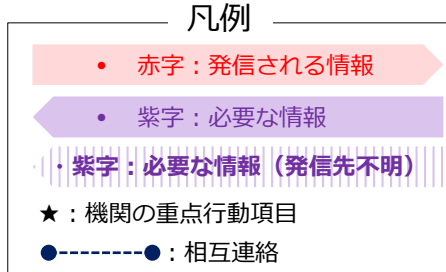 凡例
• 赤字：発信される情報
• 紫字：必要な情報
・紫字：必要な情報（発信先不明）
★：機関の重点行動項目
●--------●：相互連絡